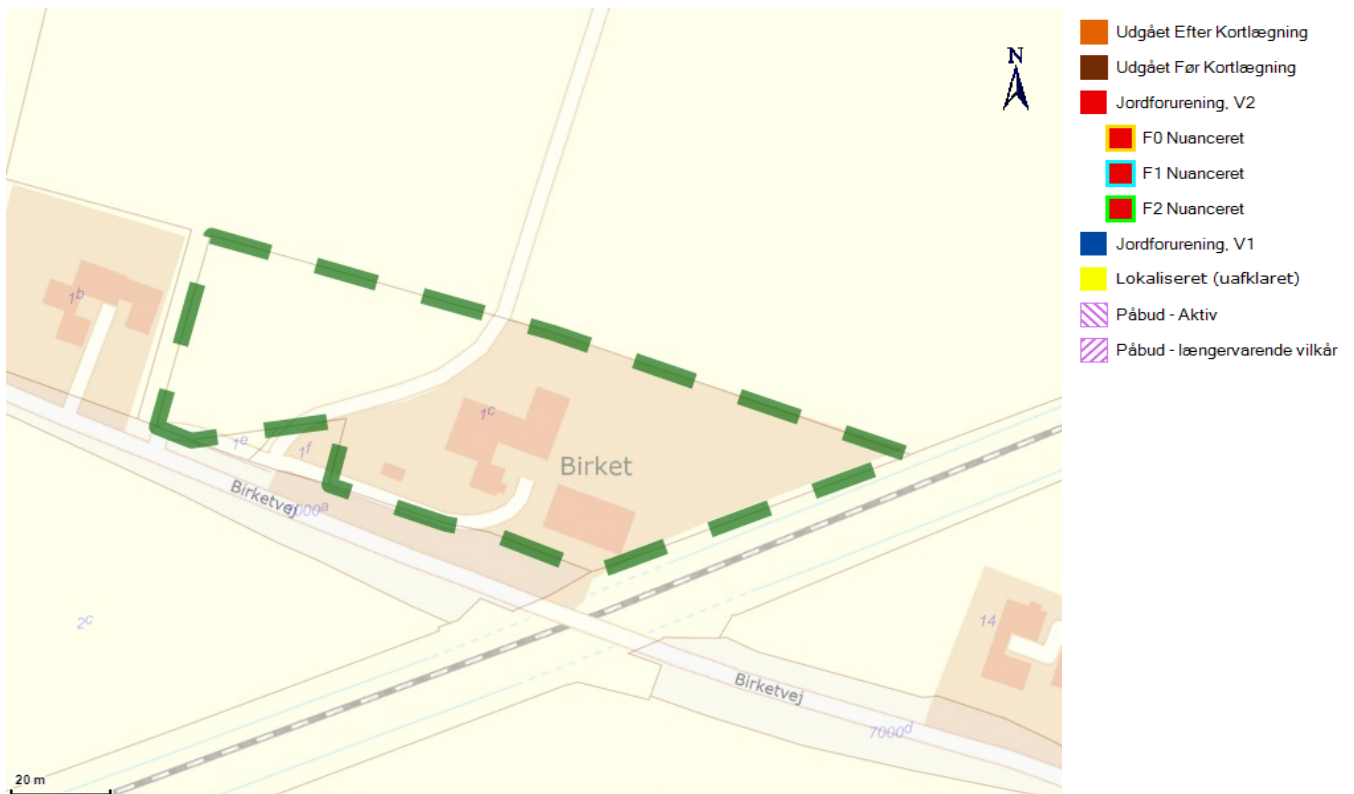 N
1b
1c
1e
1f
Birket
Birketvej
7000a
2c
14
Birketvej
7000d
20 m
Udgået Efter Kortlægning
Udgået Før Kortlægning
Jordforurening, V2
F0 Nuanceret
F1 Nuanceret
F2 Nuanceret
Jordforurening, V1
Lokaliseret (uafklaret)
Påbud - Aktiv
Påbud - længervarende vilkår